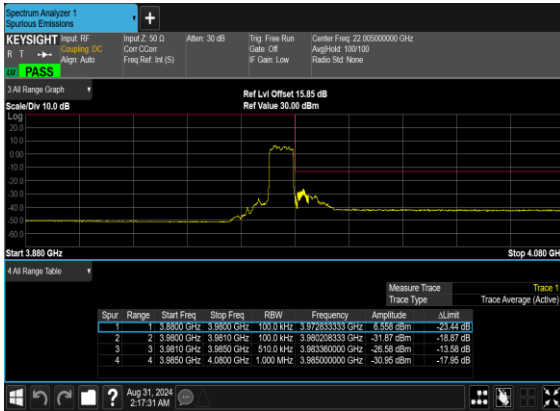 Spectrum Analyzer 1
Spurious Emissions
+
KEYSIGHT Input: RF Input Z: 50 Ω Atten: 30 dB Trig: Free Run Center Freq: 22.005000000 GHz
R T Coupling: DC Corr CCorr Gate: Off Avg|Hold: 100/100
Align: Auto Freq Ref: Int (S) IF Gain: Low Radio Std: None
PASS
3 All Range Graph
Ref Lvl Offset 15.85 dB
Scale/Div 10.0 dB Ref Value 30.00 dBm
Log
20.0
10.0
0.00
-10.0
-20.0
-30.0
-40.0
-50.0
-60.0
Start 3.880 GHz Stop 4.080 GH
4 All Range Table
Measure Trace Trace 1
Trace Type Trace Average (Active)
Spur Range Start Freq Stop Freq RBW Frequency Amplitude ΔLimit
1 1 3.8800 GHz 3.9800 GHz 100.0 kHz 3.972833333 GHz 6.558 dBm -23.44 dB
2 2 3.9800 GHz 3.9810 GHz 100.0 kHz 3.980208333 GHz -31.87 dBm -18.87 dB
3 3 3.9810 GHz 3.9850 GHz 510.0 kHz 3.983360000 GHz -26.58 dBm -13.58 dB
4 4 3.9850 GHz 4.0800 GHz 1.000 MHz 3.985000000 GHz -30.95 dBm -17.95 dB
?
Aug 31, 2024
2:17:31 AM